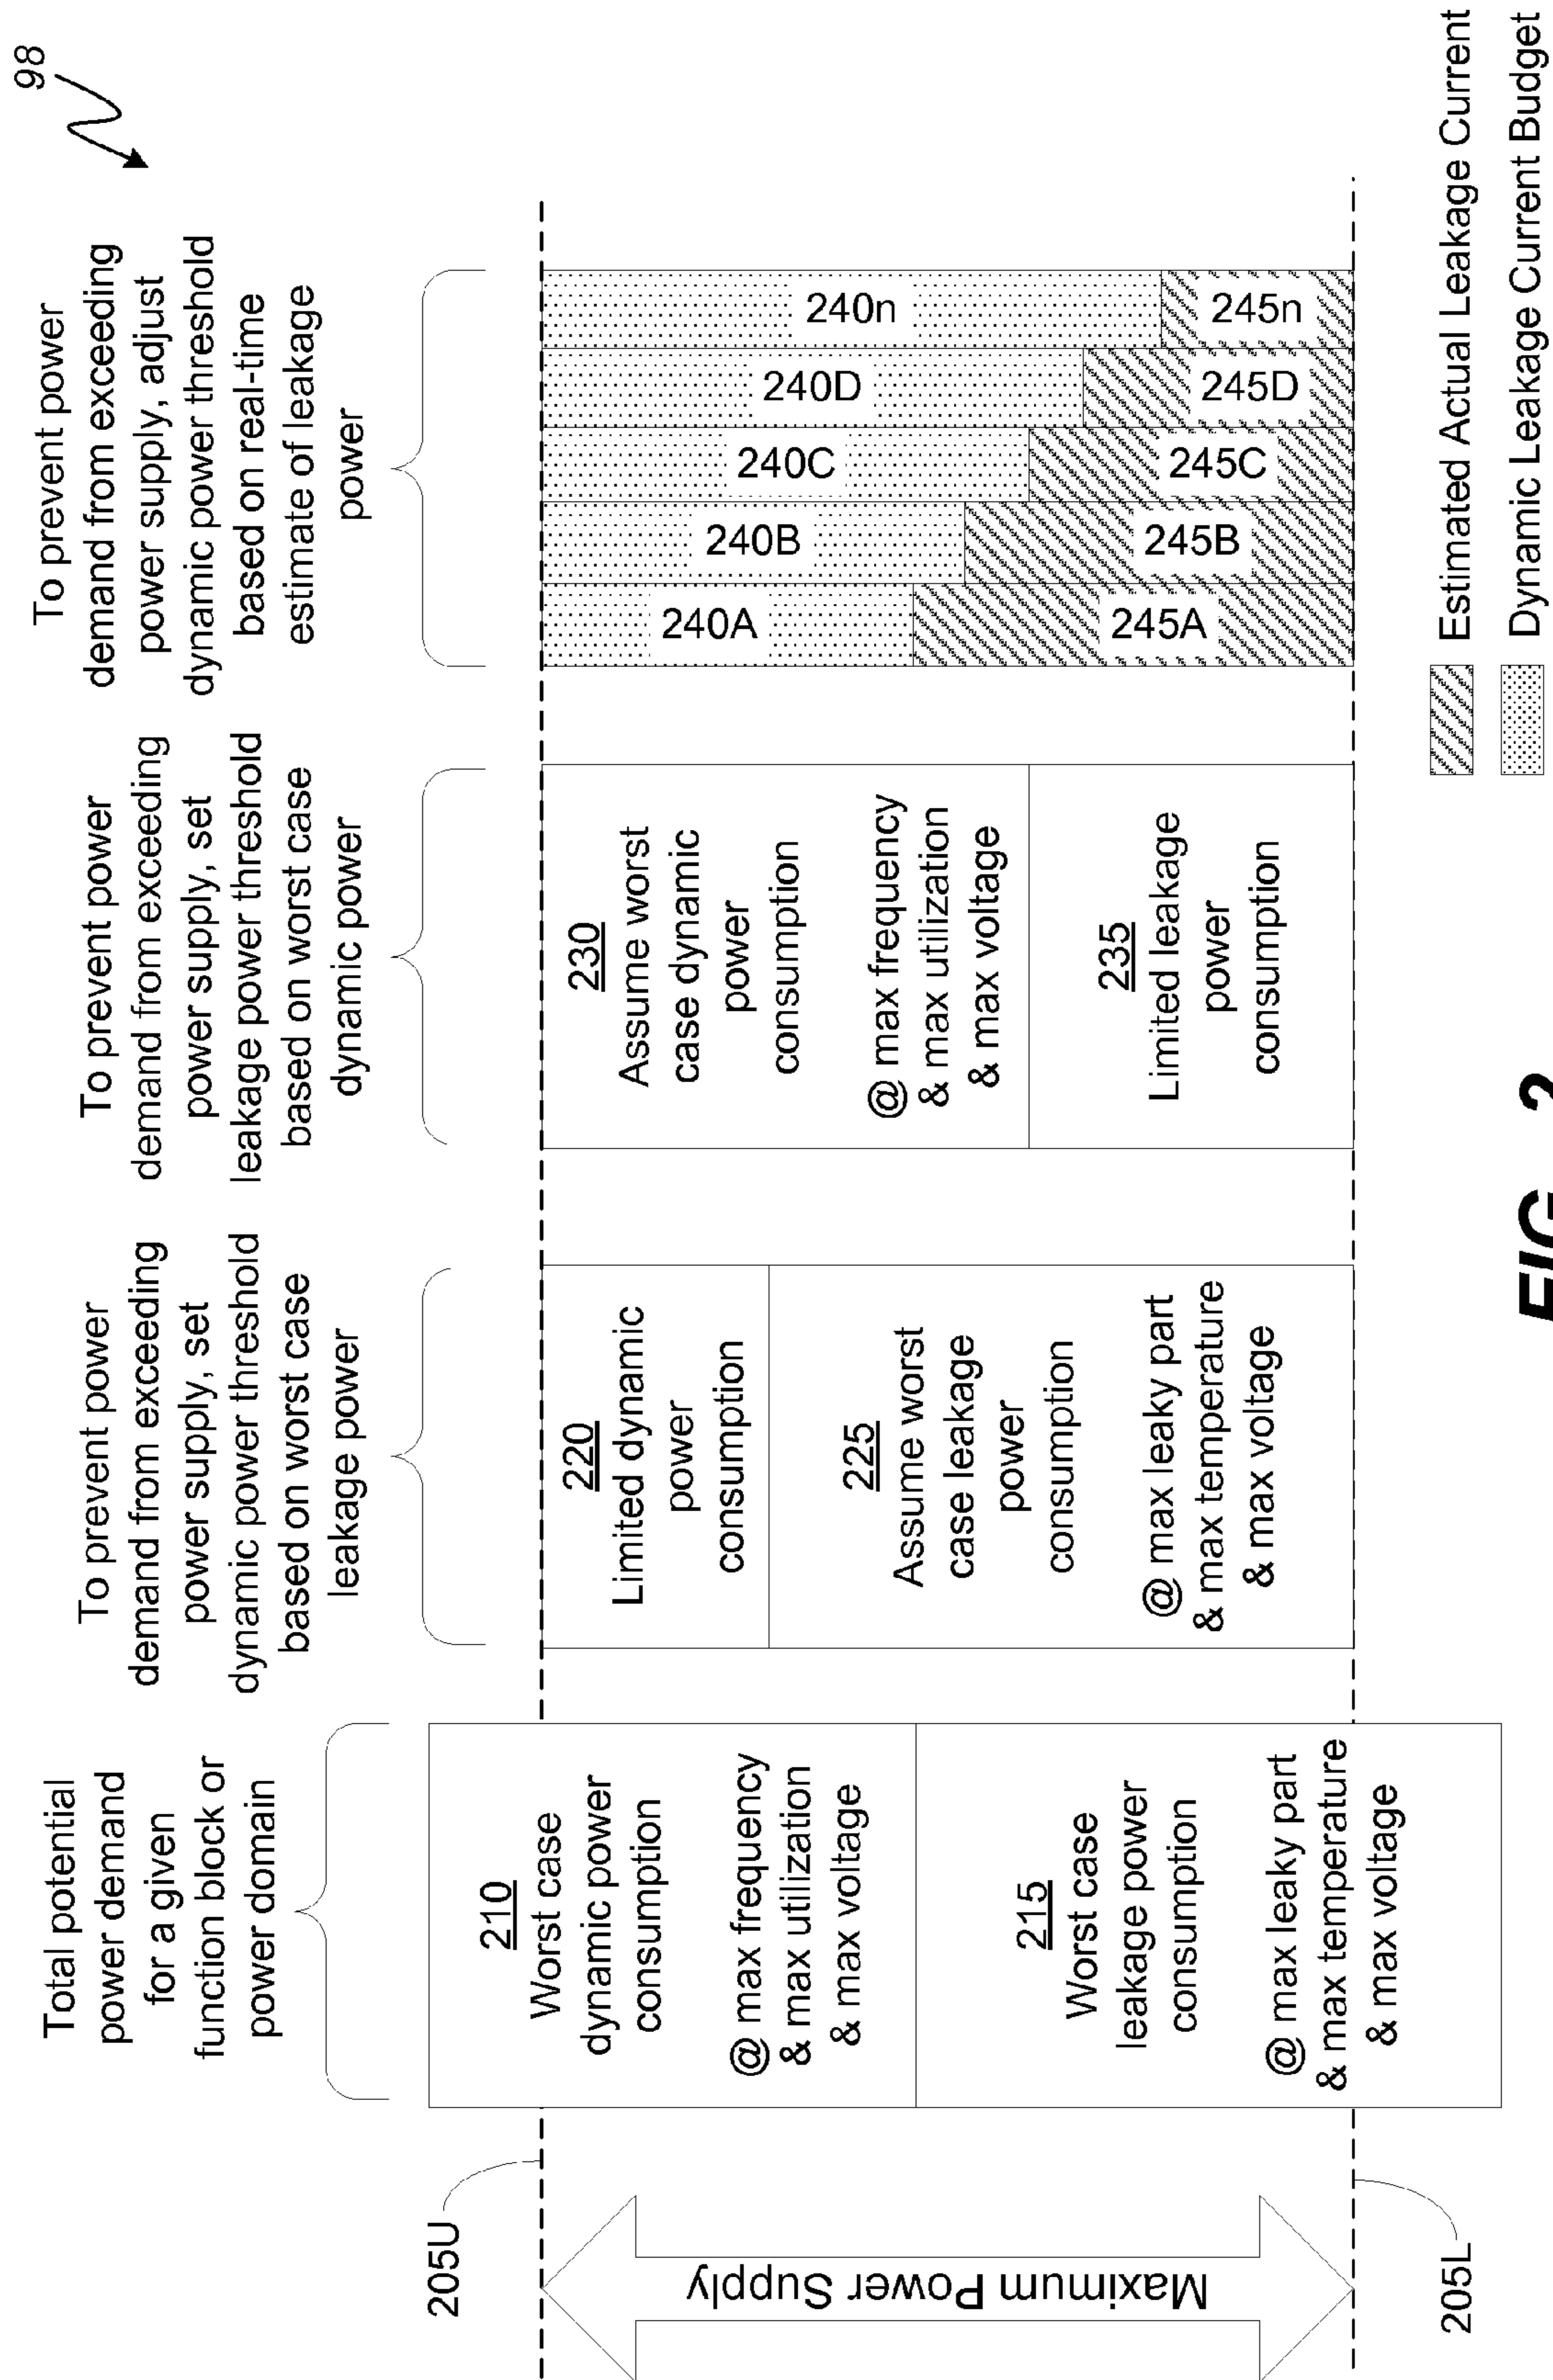 98
Total potential
power demand
for a given
function block or
power domain
To prevent power
demand from exceeding
power supply, set
dynamic power threshold
based on worst case
leakage power
To prevent power
demand from exceeding
power supply, set
leakage power threshold
based on worst case
dynamic power
To prevent power
demand from exceeding
power supply, adjust
dynamic power threshold
based on real-time
estimate of leakage
power
205U
Maximum Power Supply
205L
210
Worst case
dynamic power
consumption
@ max frequency
& max utilization
& max voltage
215
Worst case
leakage power
consumption
@ max leaky part
& max temperature
& max voltage
220
Limited dynamic
power
consumption
225
Assume worst
case leakage
power
consumption
@ max leaky part
& max temperature
& max voltage
230
Assume worst
case dynamic
power
consumption
@ max frequency
& max utilization
& max voltage
235
Limited leakage
power
consumption
240A
240B
240C
240D
240n
245A
245B
245C
245D
245n
Estimated Actual Leakage Current
Dynamic Leakage Current Budget
FIG. 2